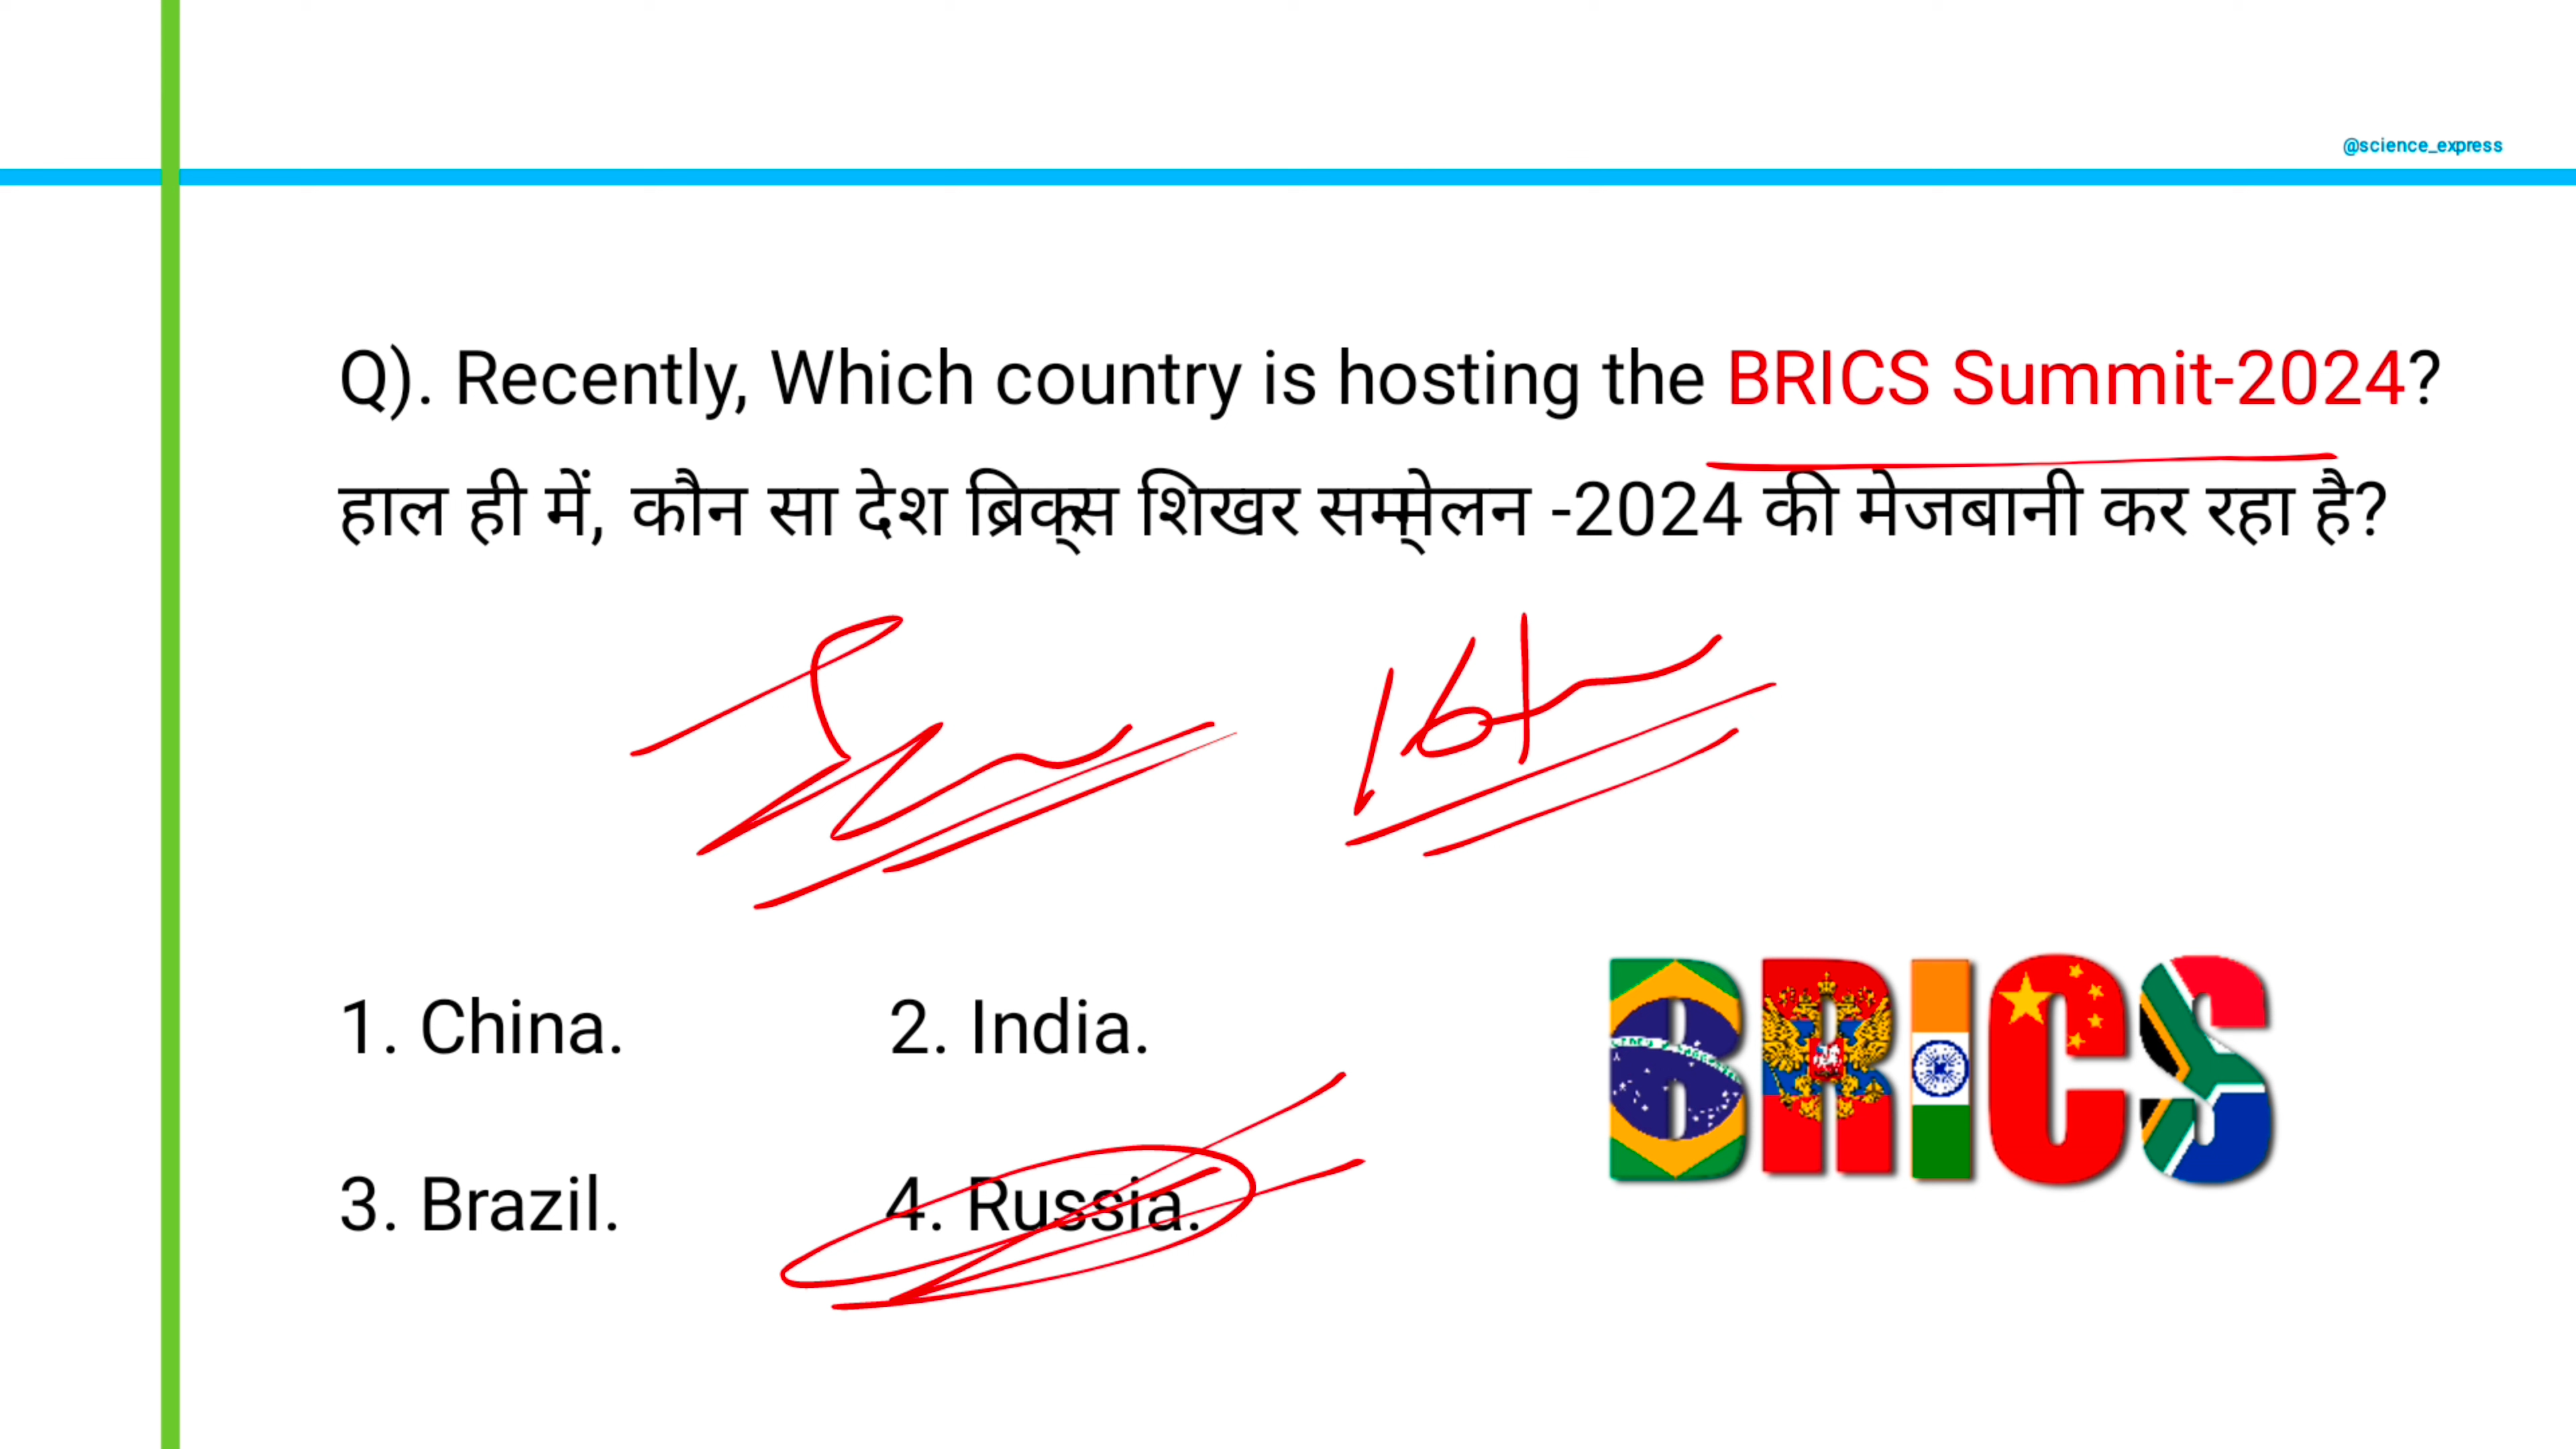 @science_express
Q). Recently, Which country is hosting the BRICS Summit-2024?
हाल ही में, कौन सा देश ब्रिक्स शिखर सम्मेलन -2024 की मेजबानी कर रहा है?
16th
1. China. 2. India.
BRICS
3. Brazil. 4. Russia.